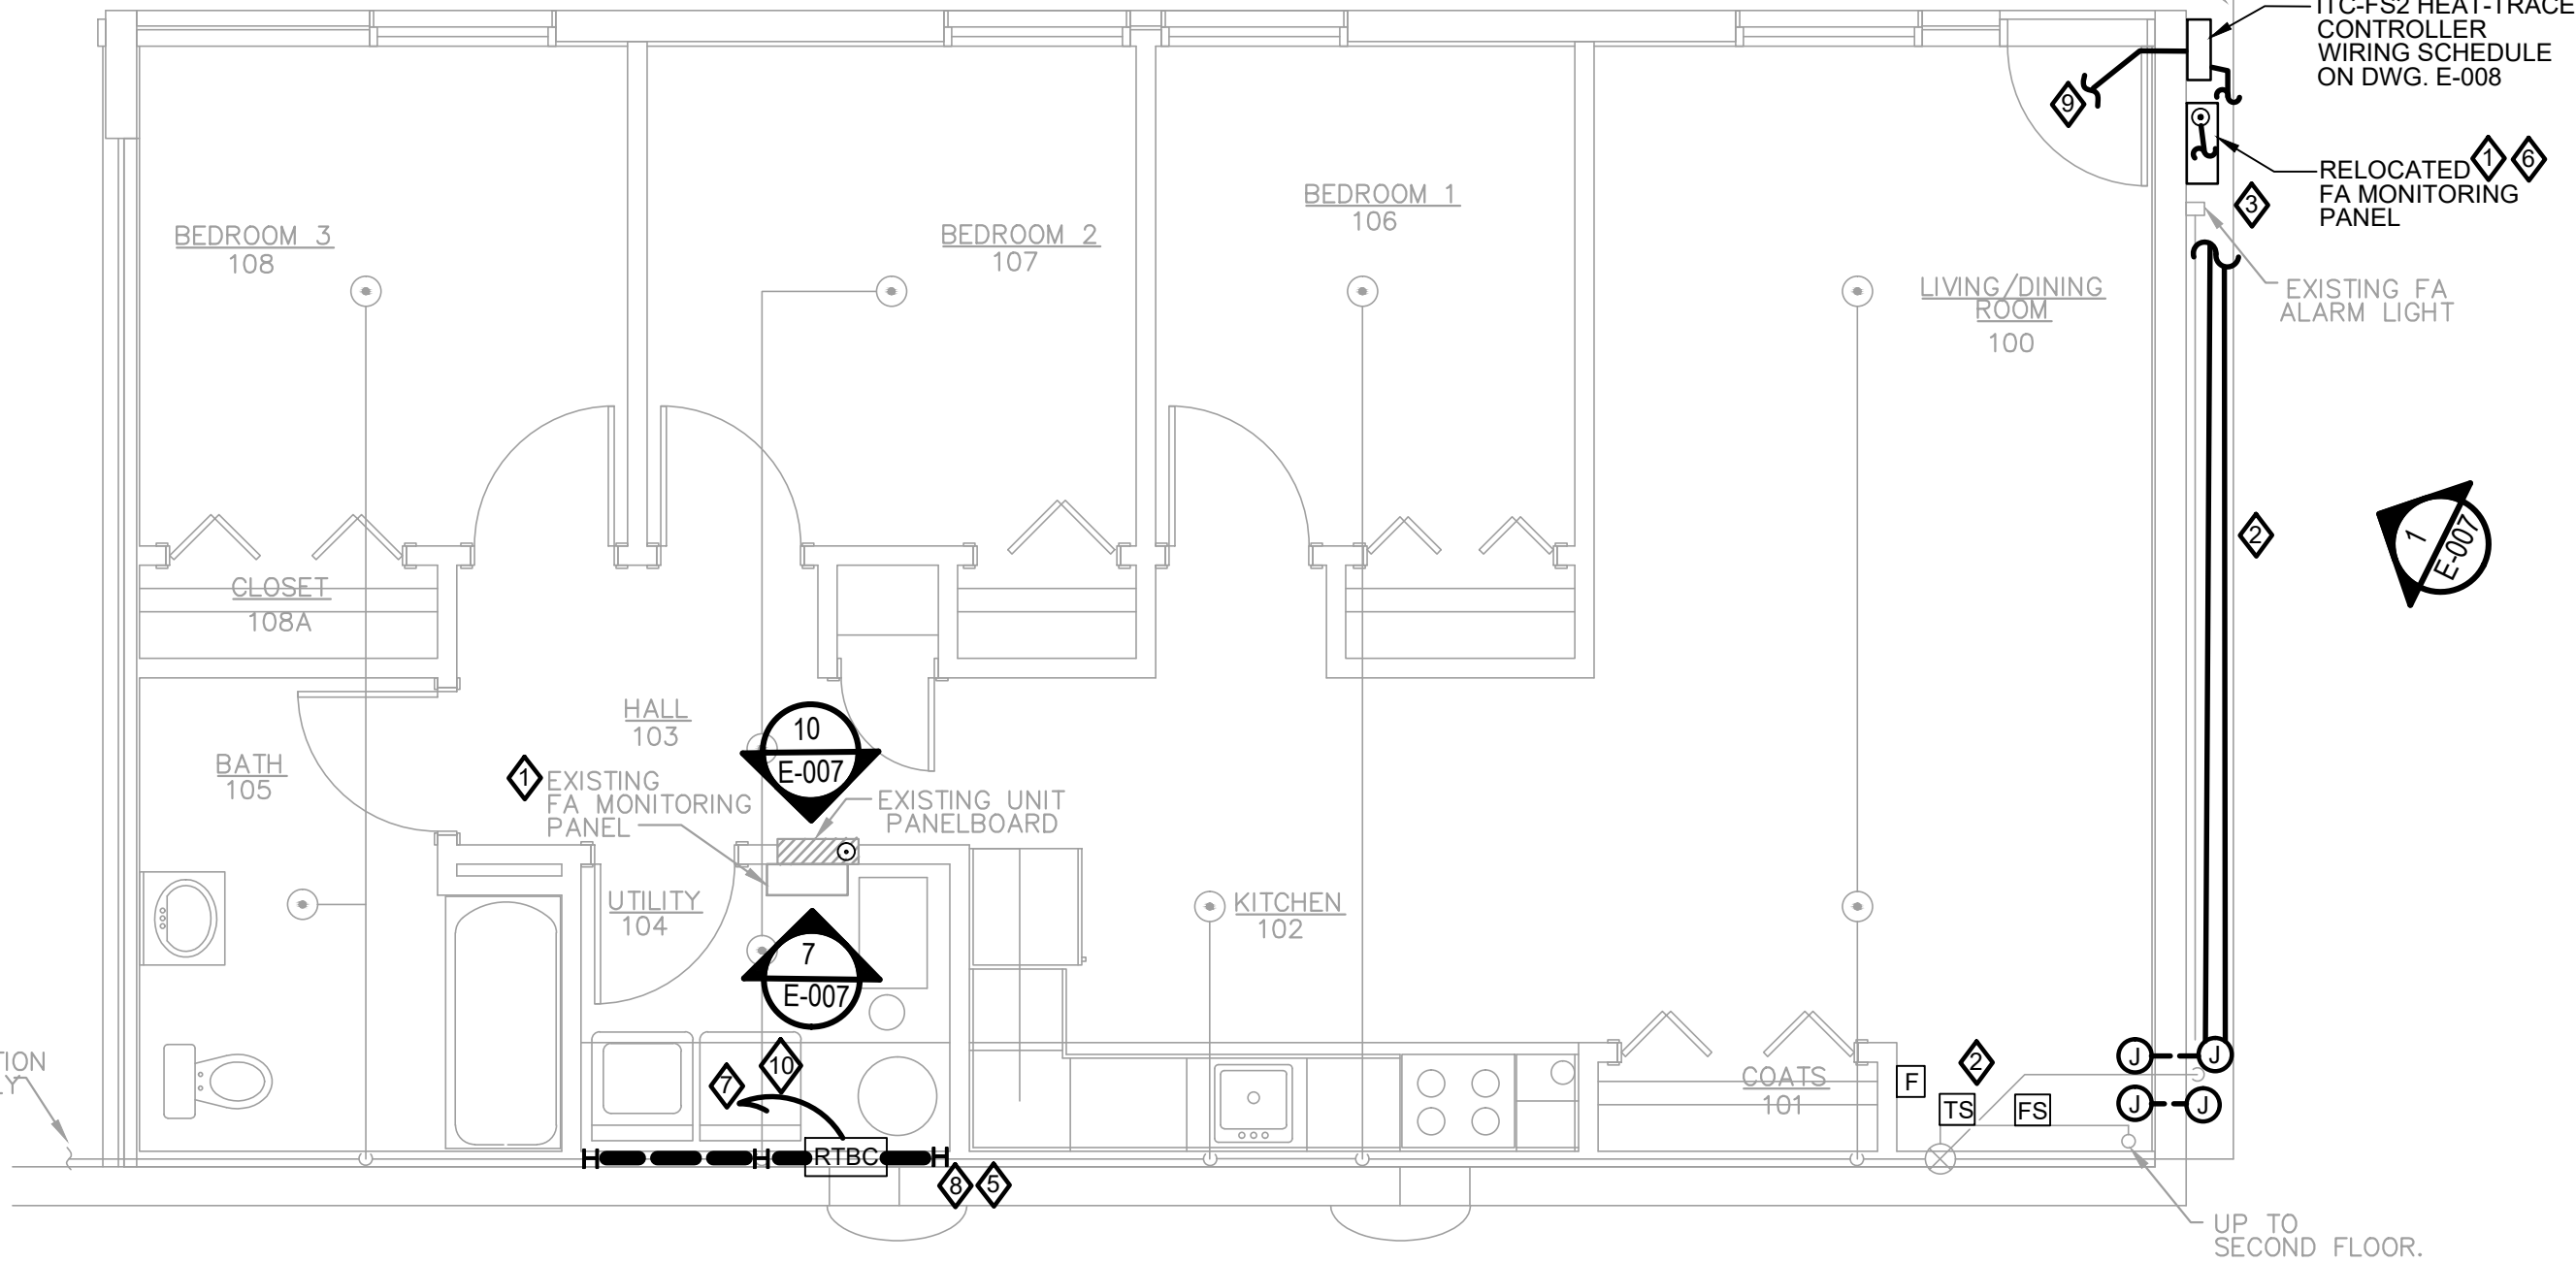 ITC-FS2 HEAT-TRACE
CONTROLLER
WIRING SCHEDULE
ON DWG. E-008
9
RELOCATED 1 6
FA MONITORING
PANEL
3
EXISTING FA
ALARM LIGHT
BEDROOM 3
108
BEDROOM 2
107
BEDROOM 1
106
LIVING/DINING
ROOM
100
2
1
E-007
CLOSET
108A
HALL
103
10
E-007
BATH
105
1
EXISTING
FA MONITORING
PANEL
EXISTING UNIT
PANELBOARD
UTILITY
104
7
E-007
KITCHEN
102
7
10
COATS
101
F
2
TS
FS
J
J
J
J
RTBC
8
5
UP TO
SECOND FLOOR.